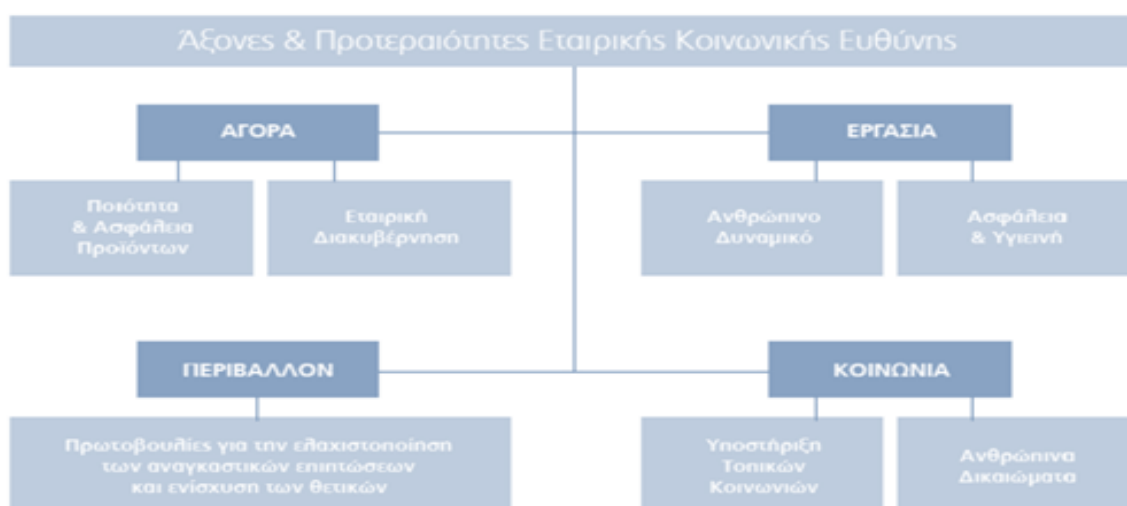 Άξονες & Προτεραιότητες Εταιρικής Κοινωνικής Ευθύνης
ΑΓΟΡΑ
ΕΡΓΑΣΙΑ
Ποιότητα
& Ασφάλεια
Προϊόντων
Εταιρική
Διακυβέρνηση
Ανθρώπινο
Δυναμικό
Ασφάλεια
& Υγιεινή
ΠΕΡΙΒΑΛΛΟΝ
ΚΟΙΝΩΝΙΑ
Πρωτοβουλίες για την ελαχιστοποίηση
των αναγκαστικών επιπτώσεων
και ενίσχυση των θετικών
Υποστήριξη
Τοπικών
Κοινωνιών
Ανθρώπινα
Δικαιώματα